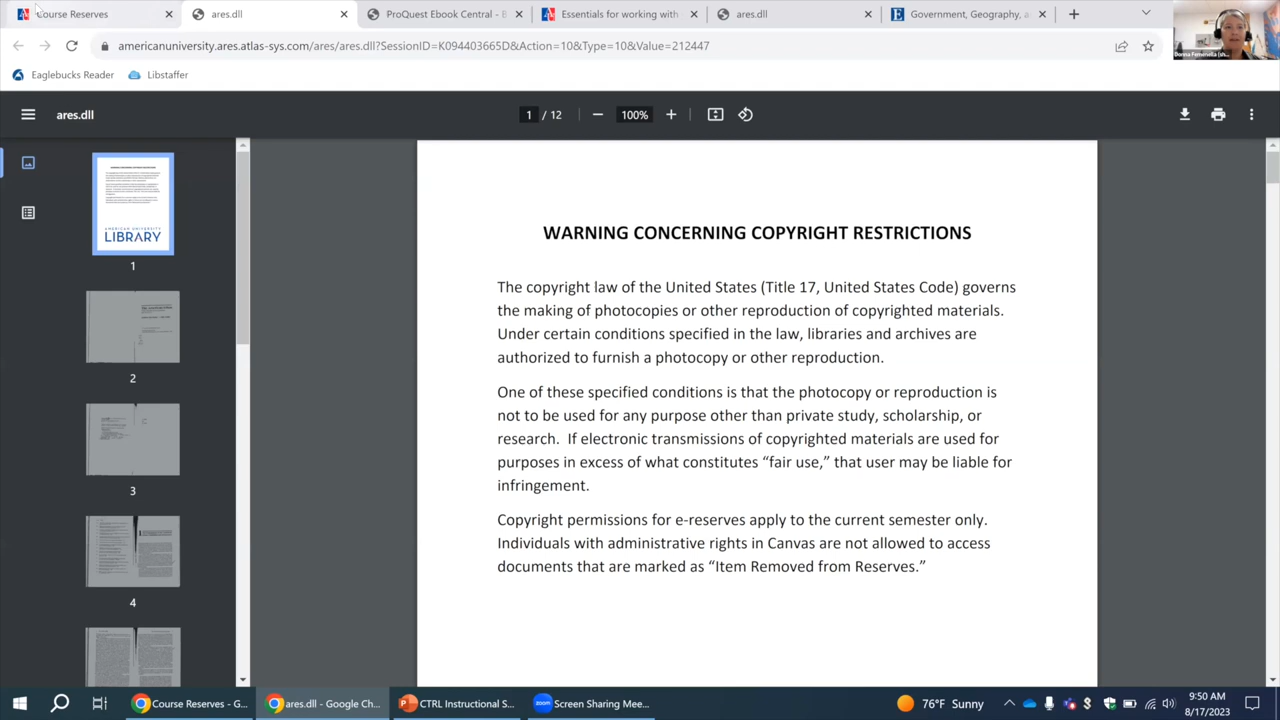 Course Reserves
ares.dll
ProQuest Ebook Central -
Essentials for working with
ares.dll
Government, Geography, a
americanuniversity.ares.atlas-sys.com/ares/ares.dll?SessionID=K094403665D&Action=10&Type=10&Value=212447
Eaglebucks Reader
Libstaffer
ares.dll
1 / 12
100%
AMERICAN UNIVERSITY
LIBRARY
1
2
3
4
WARNING CONCERNING COPYRIGHT RESTRICTIONS
The copyright law of the United States (Title 17, United States Code) governs
the making of photocopies or other reproduction of copyrighted materials.
Under certain conditions specified in the law, libraries and archives are
authorized to furnish a photocopy or other reproduction.
One of these specified conditions is that the photocopy or reproduction is
not to be used for any purpose other than private study, scholarship, or
research. If electronic transmissions of copyrighted materials are used for
purposes in excess of what constitutes “fair use,” that user may be liable for
infringement.
Copyright permissions for e-reserves apply to the current semester only.
Individuals with administrative rights in Canvas are not allowed to access
documents that are marked as “Item Removed from Reserves.”
Course Reserves - G...
ares.dll - Google Ch...
CTRL Instructional S...
Screen Sharing Mee...
76°F Sunny
9:50 AM
8/17/2023